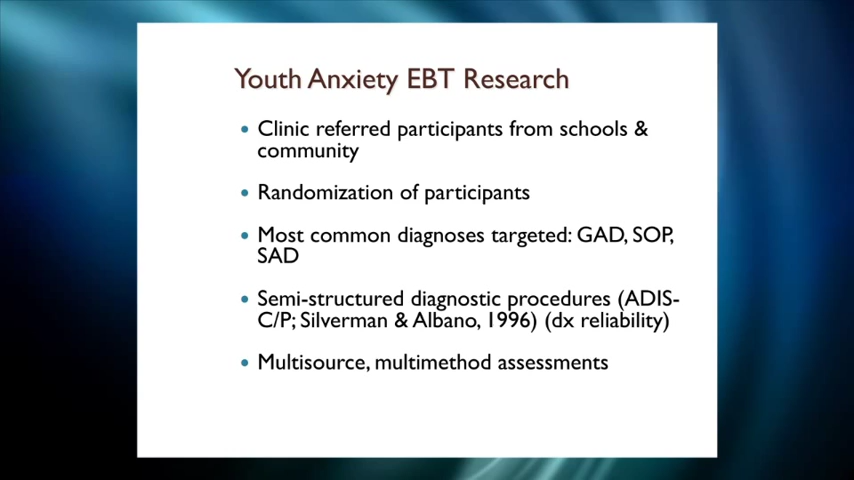 Youth Anxiety EBT Research
• Clinic referred participants from schools &
community
• Randomization of participants
• Most common diagnoses targeted: GAD, SOP,
SAD
• Semi-structured diagnostic procedures (ADIS-
C/P; Silverman & Albano, 1996) (dx reliability)
• Multisource, multimethod assessments